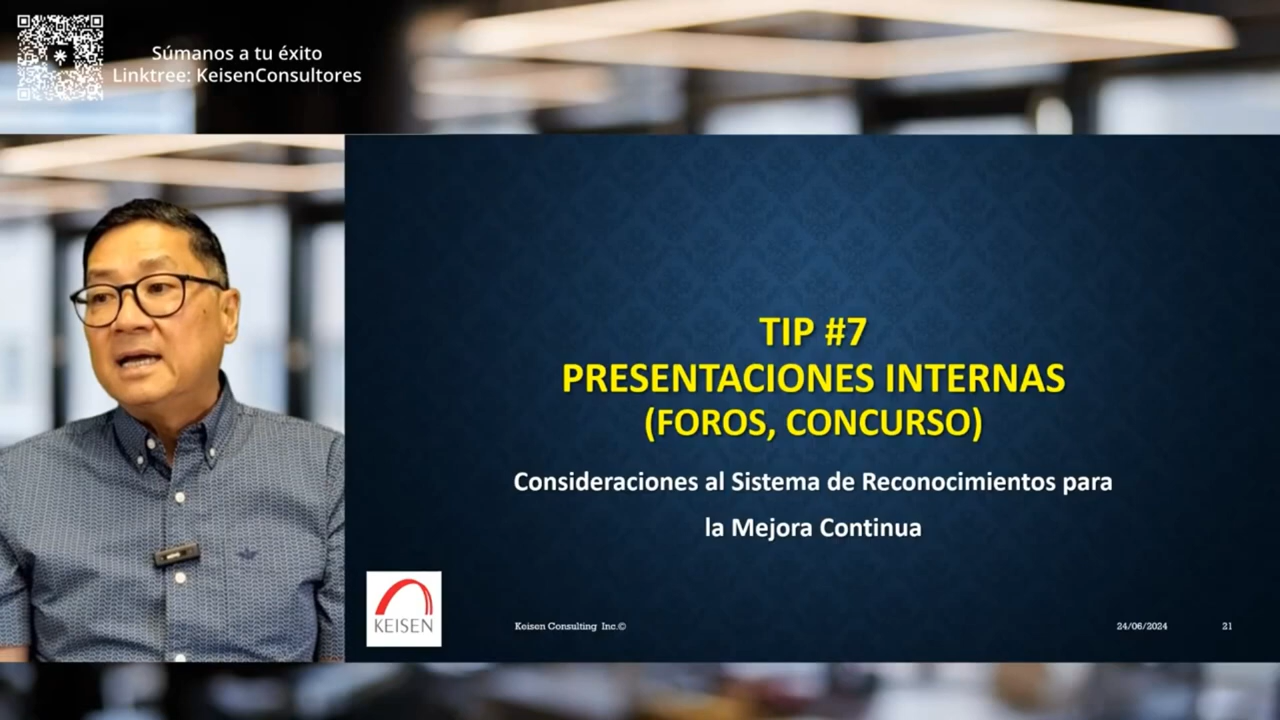 Súmanos a tu éxito
Linktree: KeisenConsultores
TIP #7
PRESENTACIONES INTERNAS
(FOROS, CONCURSO)
Consideraciones al Sistema de Reconocimientos para
la Mejora Continua
KEISEN
Keisen Consulting Inc.©
24/06/2024
21